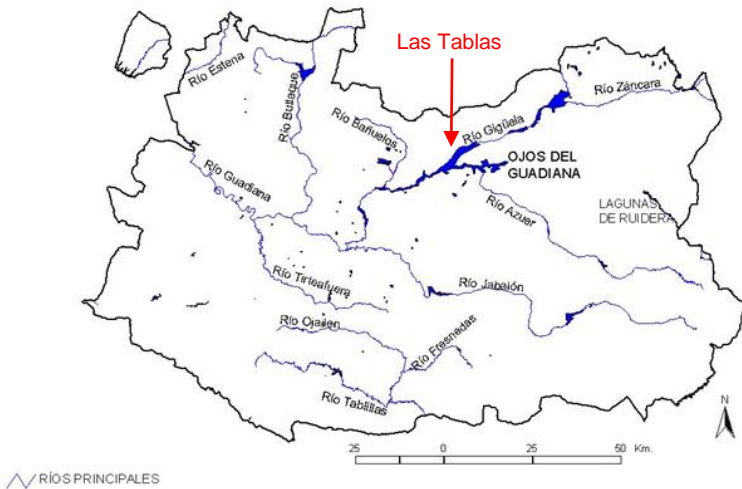 Las Tablas
Río Estena
Río Bullaque
Río Záncara
Río Bañuelos
Río Gigüela
OJOS DEL
GUADIANA
Río Guadiana
Río Azuer
LAGUNAS
DE RUIDERA
Río Tirteafuera
Río Jabalón
Río Ojailén
Río Fresnedas
Río Tablillas
N
25 0 25 50 Km.
RÍOS PRINCIPALES